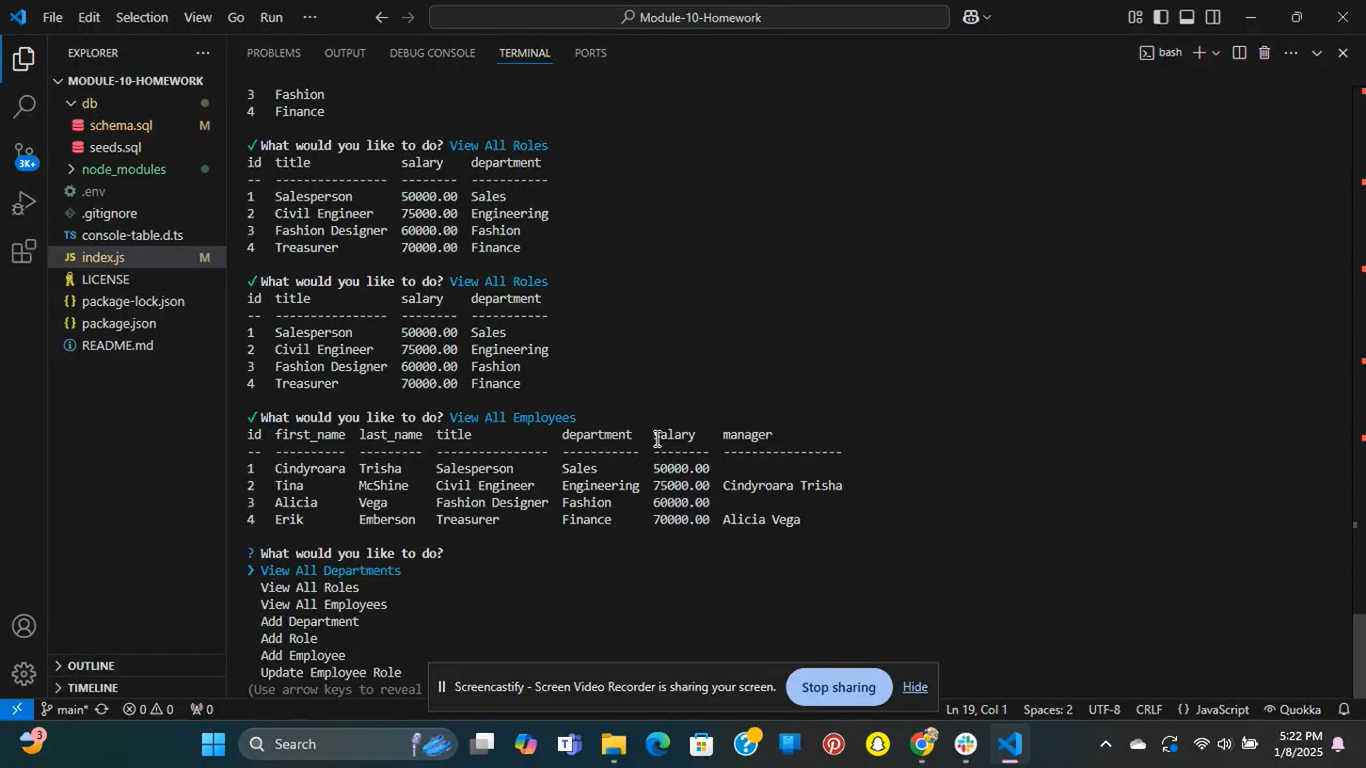 File Edit Selection View Go Run ··· Module-10-Homework
EXPLORER ···
MODULE-10-HOMEWORK
db
schema.sql M
seeds.sql
node_modules
.env
.gitignore
TS console-table.d.ts
JS index.js M
LICENSE
{} package-lock.json
{} package.json
README.md
OUTLINE
TIMELINE
3K+
PROBLEMS OUTPUT DEBUG CONSOLE TERMINAL PORTS bash
3 Fashion
4 Finance
✓ What would you like to do? View All Roles
id title salary department
-- ---------------- -------- -----------
1 Salesperson 50000.00 Sales
2 Civil Engineer 75000.00 Engineering
3 Fashion Designer 60000.00 Fashion
4 Treasurer 70000.00 Finance
✓ What would you like to do? View All Roles
id title salary department
-- ---------------- -------- -----------
1 Salesperson 50000.00 Sales
2 Civil Engineer 75000.00 Engineering
3 Fashion Designer 60000.00 Fashion
4 Treasurer 70000.00 Finance
✓ What would you like to do? View All Employees
id first_name last_name title department salary manager
-- ---------- --------- ---------------- ----------- -------- -----------------
1 Cindyroara Trisha Salesperson Sales 50000.00
2 Tina McShine Civil Engineer Engineering 75000.00 Cindyroara Trisha
3 Alicia Vega Fashion Designer Fashion 60000.00
4 Erik Emberson Treasurer Finance 70000.00 Alicia Vega
? What would you like to do?
❯ View All Departments
View All Roles
View All Employees
Add Department
Add Role
Add Employee
Update Employee Role
(Use arrow keys to reveal
Screencastify - Screen Video Recorder is sharing your screen. Stop sharing Hide
main* 0 0 0 Ln 19, Col 1 Spaces: 2 UTF-8 CRLF {} JavaScript Quokka
3 Search 5:22 PM
1/8/2025